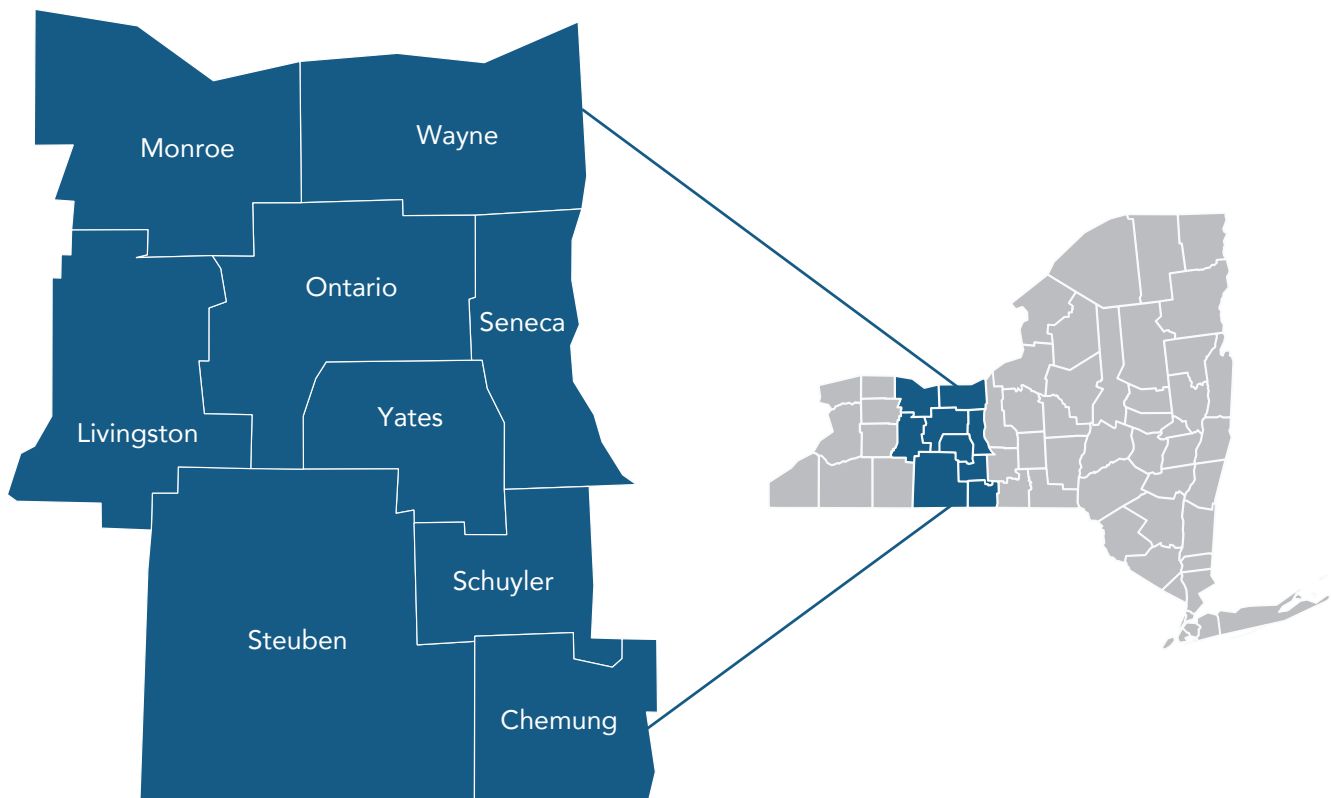 Monroe
Wayne
Ontario
Seneca
Livingston
Yates
Schuyler
Steuben
Chemung